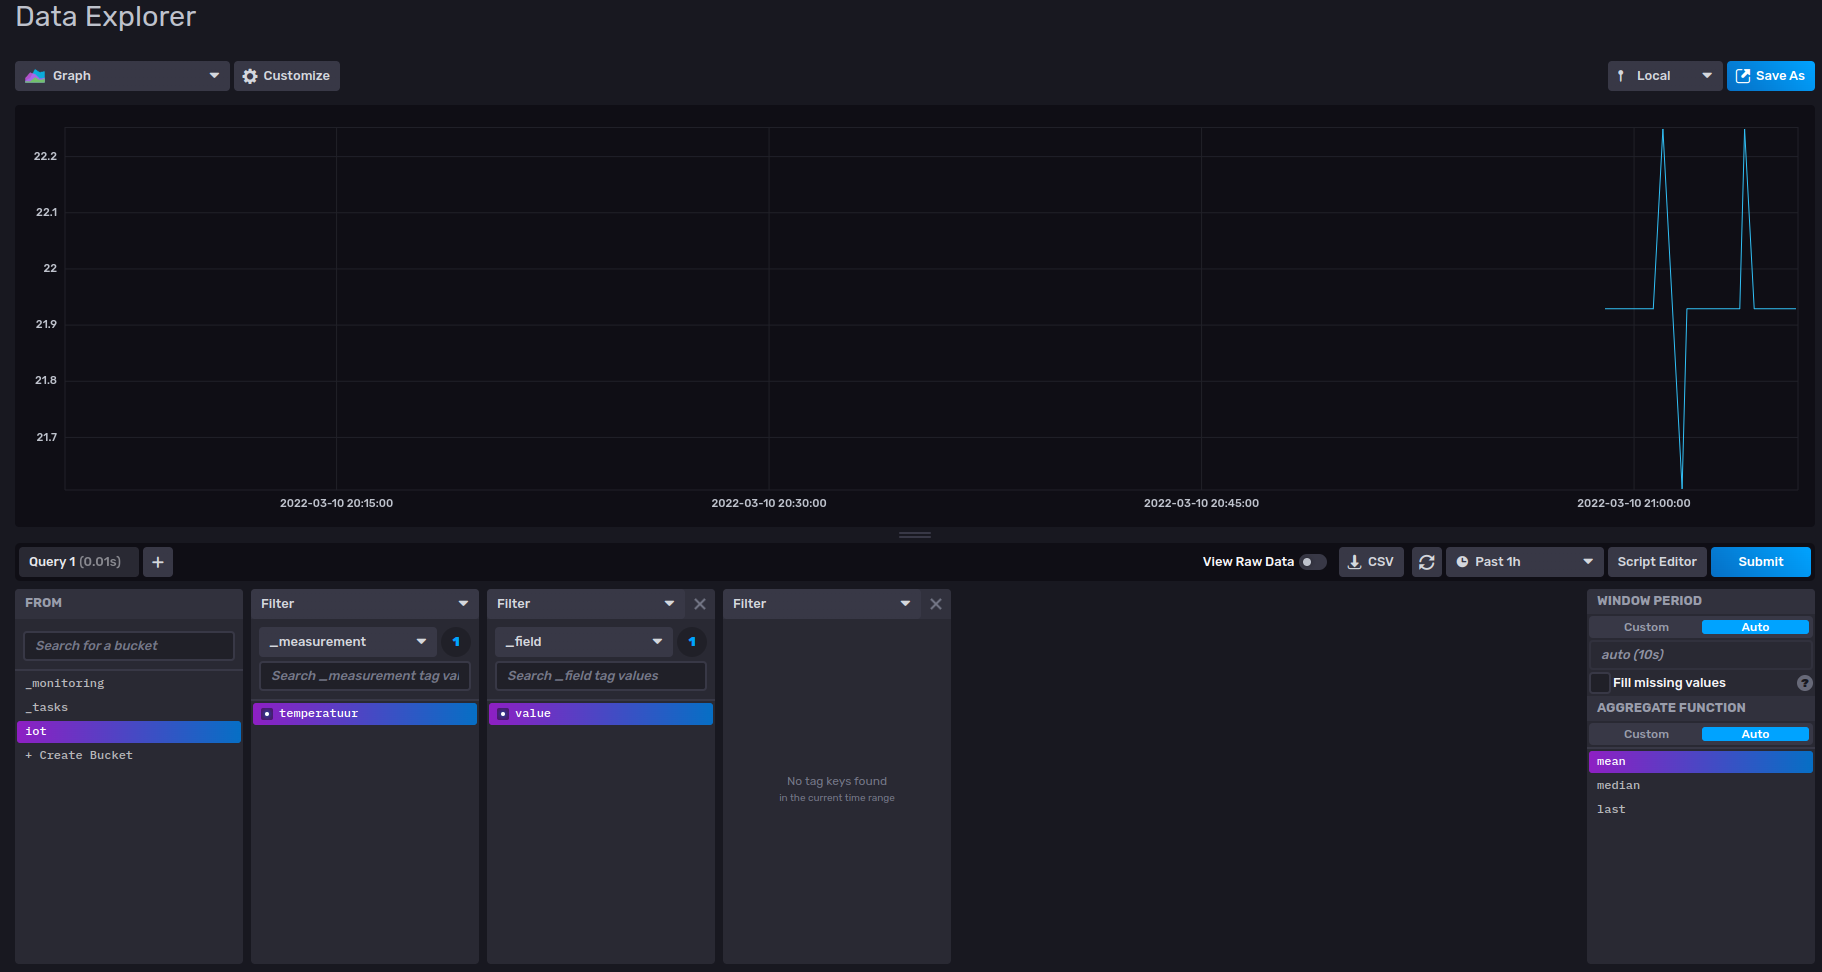 Data Explorer
Graph
Customize
Local
Save As
22.2
22.1
22
21.9
21.8
21.7
2022-03-10 20:15:00
2022-03-10 20:30:00
2022-03-10 20:45:00
2022-03-10 21:00:00
Query 1 (0.01s)
+
View Raw Data
CSV
Past 1h
Script Editor
Submit
FROM
Search for a bucket
_monitoring
_tasks
iot
+ Create Bucket
Filter
_measurement
1
Search _measurement tag va
temperatuur
Filter
_field
1
Search _field tag values
value
Filter
No tag keys found
in the current time range
WINDOW PERIOD
Custom
Auto
auto (10s)
Fill missing values
?
AGGREGATE FUNCTION
Custom
Auto
mean
median
last